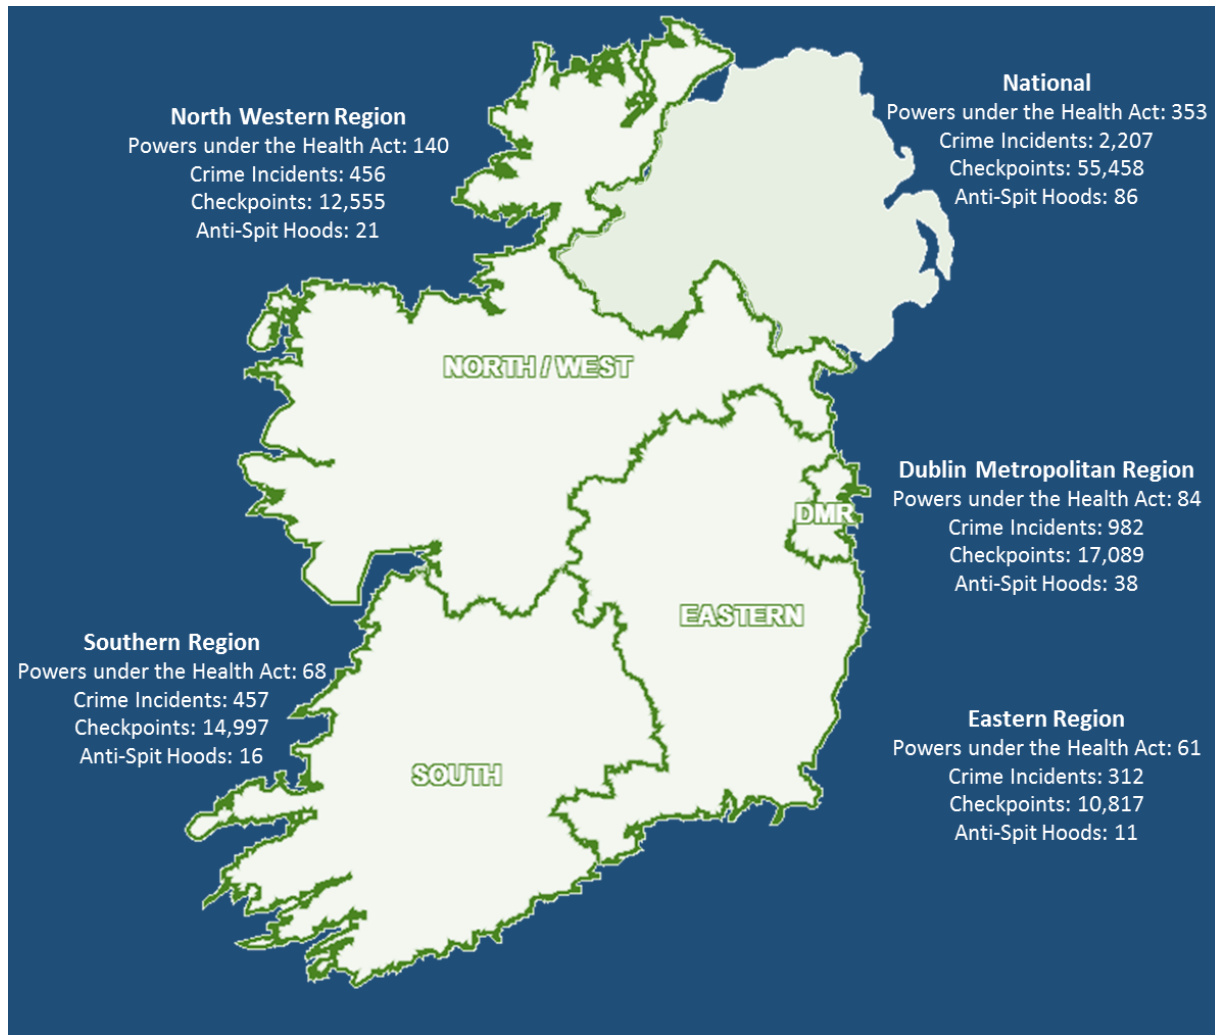 North Western Region
Powers under the Health Act: 140
Crime Incidents: 456
Checkpoints: 12,555
Anti-Spit Hoods: 21
National
Powers under the Health Act: 353
Crime Incidents: 2,207
Checkpoints: 55,458
Anti-Spit Hoods: 86
NORTH / WEST
Dublin Metropolitan Region
Powers under the Health Act: 84
Crime Incidents: 982
Checkpoints: 17,089
Anti-Spit Hoods: 38
DMR
EASTERN
Southern Region
Powers under the Health Act: 68
Crime Incidents: 457
Checkpoints: 14,997
Anti-Spit Hoods: 16
SOUTH
Eastern Region
Powers under the Health Act: 61
Crime Incidents: 312
Checkpoints: 10,817
Anti-Spit Hoods: 11